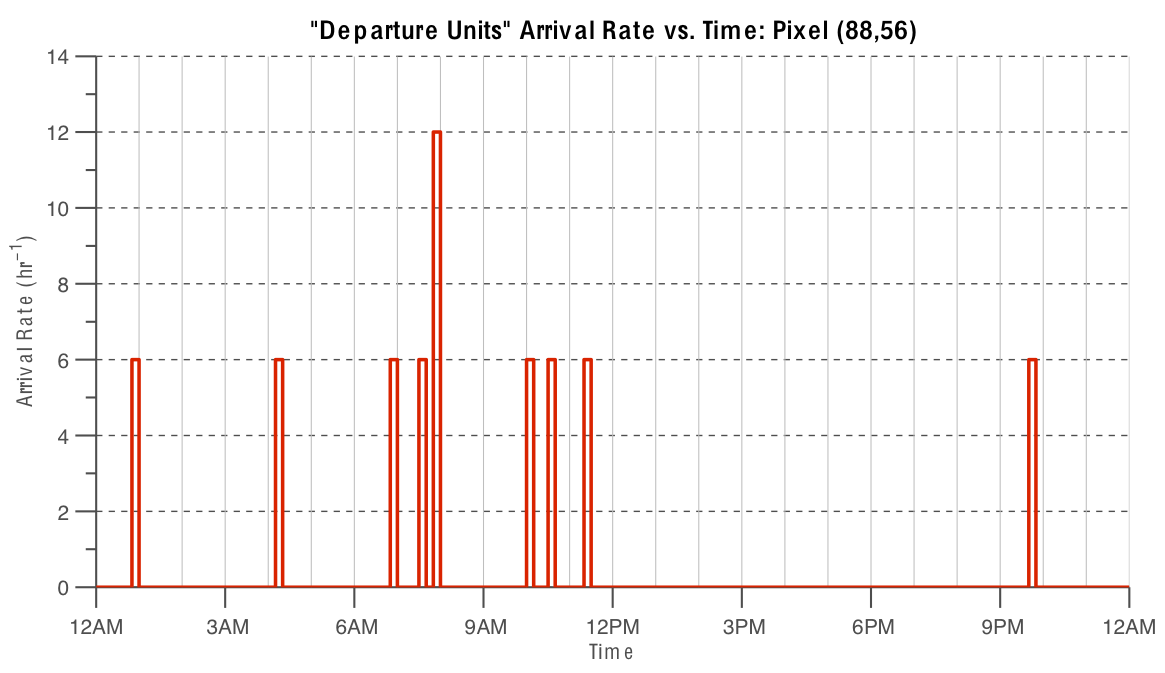 "Departure Units" Arrival Rate vs. Time: Pixel (88,56)
14
12
10
8
6
4
2
0
Arrival Rate (hr⁻¹)
12AM 3AM 6AM 9AM 12PM 3PM 6PM 9PM 12AM
Time